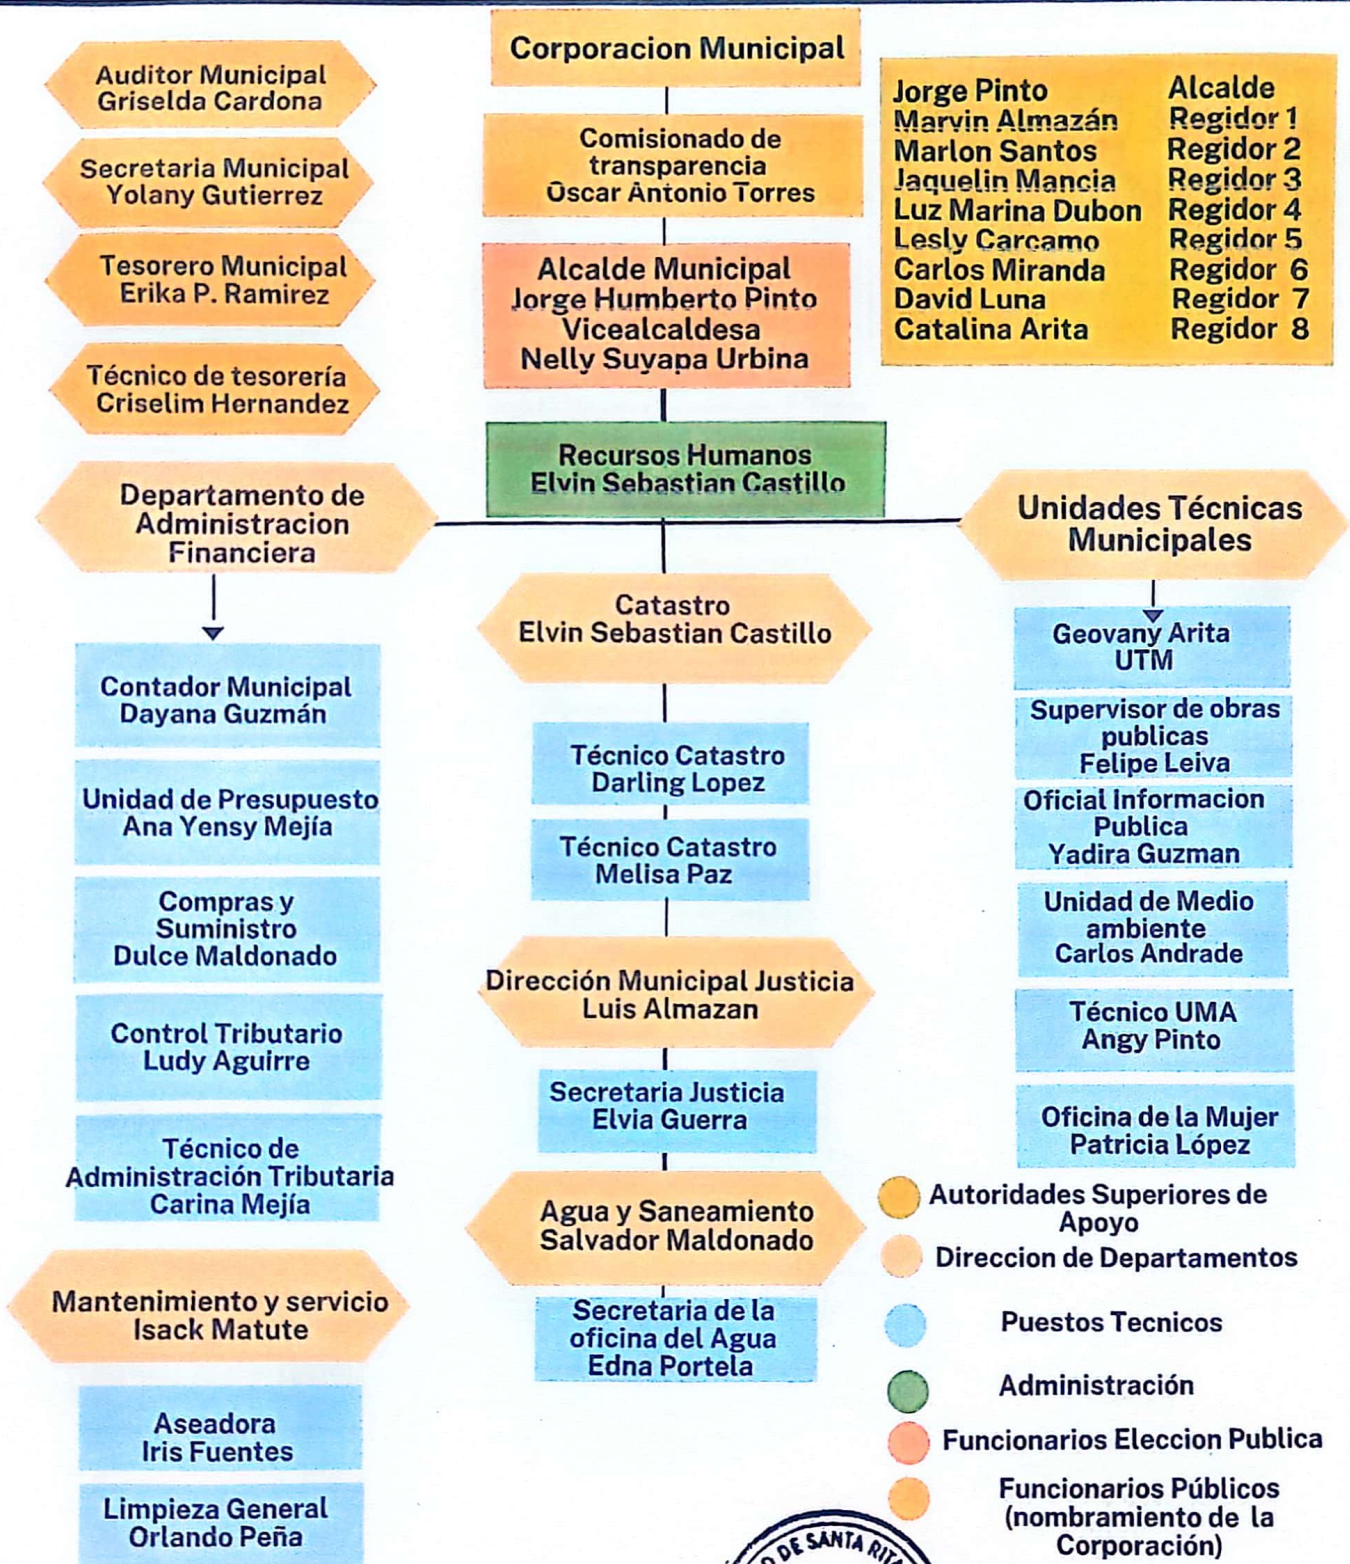 Corporacion Municipal
Comisionado de
transparencia
Oscar Antonio Torres
Alcalde Municipal
Jorge Humberto Pinto
Vicealcaldesa
Nelly Suyapa Urbina
Recursos Humanos
Elvin Sebastian Castillo
Auditor Municipal
Griselda Cardona
Secretaria Municipal
Yolany Gutierrez
Tesorero Municipal
Erika P. Ramirez
Técnico de tesorería
Criselim Hernandez
Jorge Pinto Alcalde
Marvin Almazán Regidor 1
Marlon Santos Regidor 2
Jaquelin Mancia Regidor 3
Luz Marina Dubon Regidor 4
Lesly Carcamo Regidor 5
Carlos Miranda Regidor 6
David Luna Regidor 7
Catalina Arita Regidor 8
Departamento de
Administracion
Financiera
Contador Municipal
Dayana Guzmán
Unidad de Presupuesto
Ana Yensy Mejía
Compras y
Suministro
Dulce Maldonado
Control Tributario
Ludy Aguirre
Técnico de
Administración Tributaria
Carina Mejía
Mantenimiento y servicio
Isack Matute
Aseadora
Iris Fuentes
Limpieza General
Orlando Peña
Catastro
Elvin Sebastian Castillo
Técnico Catastro
Darling Lopez
Técnico Catastro
Melisa Paz
Dirección Municipal Justicia
Luis Almazan
Secretaria Justicia
Elvia Guerra
Agua y Saneamiento
Salvador Maldonado
Secretaria de la
oficina del Agua
Edna Portela
Unidades Técnicas
Municipales
Geovany Arita
UTM
Supervisor de obras
publicas
Felipe Leiva
Oficial Informacion
Publica
Yadira Guzman
Unidad de Medio
ambiente
Carlos Andrade
Técnico UMA
Angy Pinto
Oficina de la Mujer
Patricia López
Autoridades Superiores de
Apoyo
Direccion de Departamentos
Puestos Tecnicos
Administración
Funcionarios Eleccion Publica
Funcionarios Públicos
(nombramiento de la
Corporación)
DE SANTA RITA